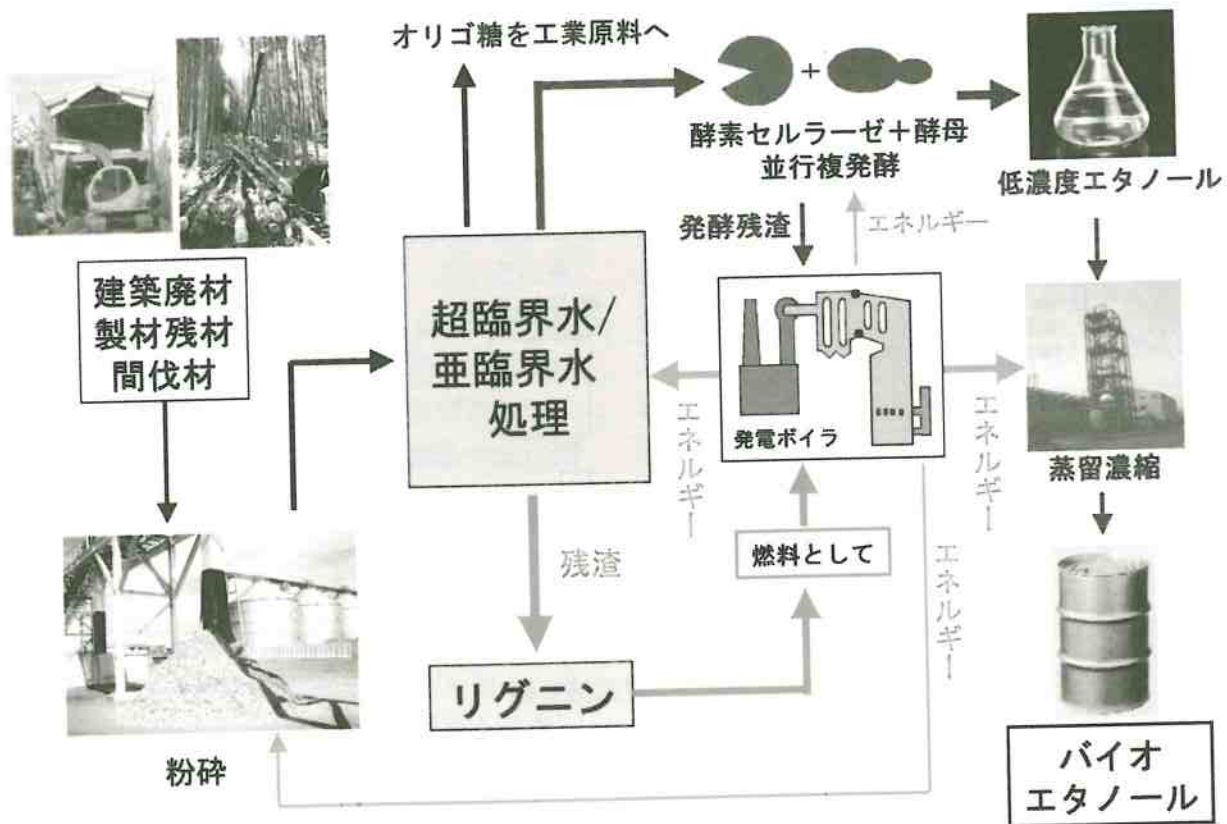 オリゴ糖を工業原料へ
酵素セルラーゼ＋酵母
並行複発酵
低濃度エタノール
発酵残渣
エネルギー
建築廃材
製材残材
間伐材
超臨界水/
亜臨界水
処理
発電ボイラ
エネルギー
エネルギー
蒸留濃縮
残渣
燃料として
エネルギー
リグニン
粉砕
バイオ
エタノール